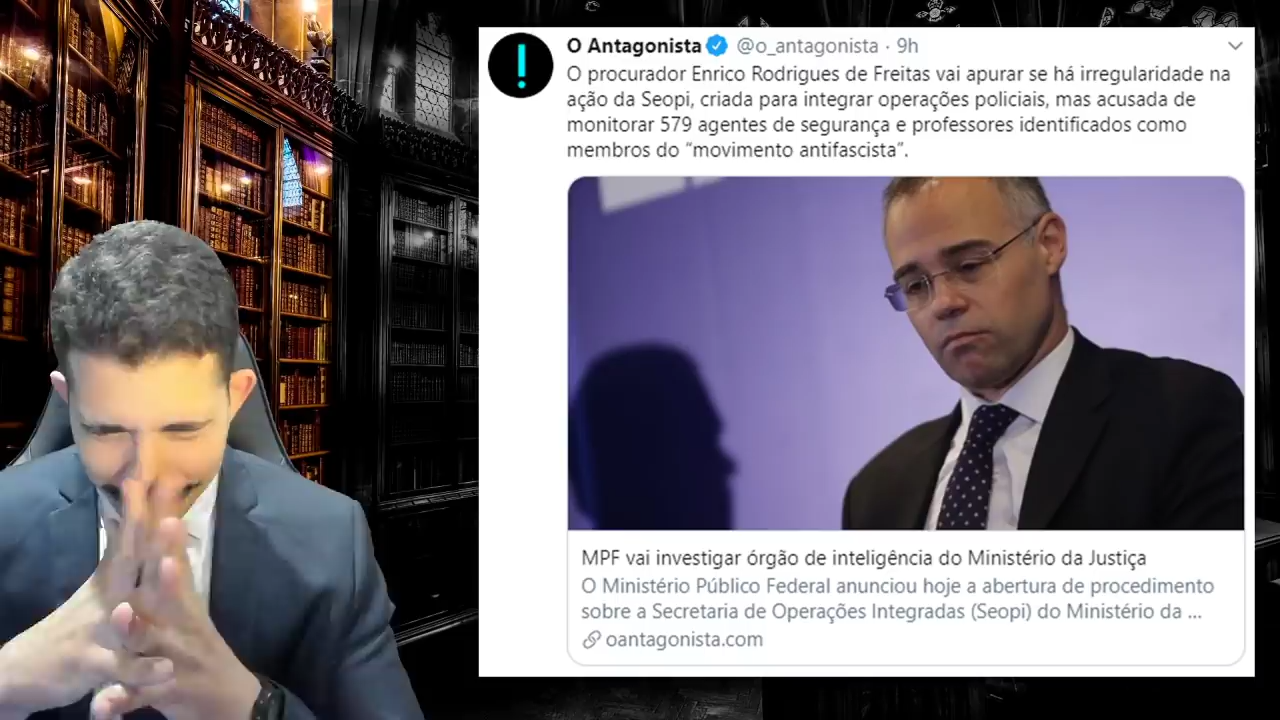 O Antagonista @o_antagonista · 9h
O procurador Enrico Rodrigues de Freitas vai apurar se há irregularidade na
ação da Seopi, criada para integrar operações policiais, mas acusada de
monitorar 579 agentes de segurança e professores identificados como
membros do “movimento antifascista”.
MPF vai investigar órgão de inteligência do Ministério da Justiça
O Ministério Público Federal anunciou hoje a abertura de procedimento
sobre a Secretaria de Operações Integradas (Seopi) do Ministério da ...
oantagonista.com